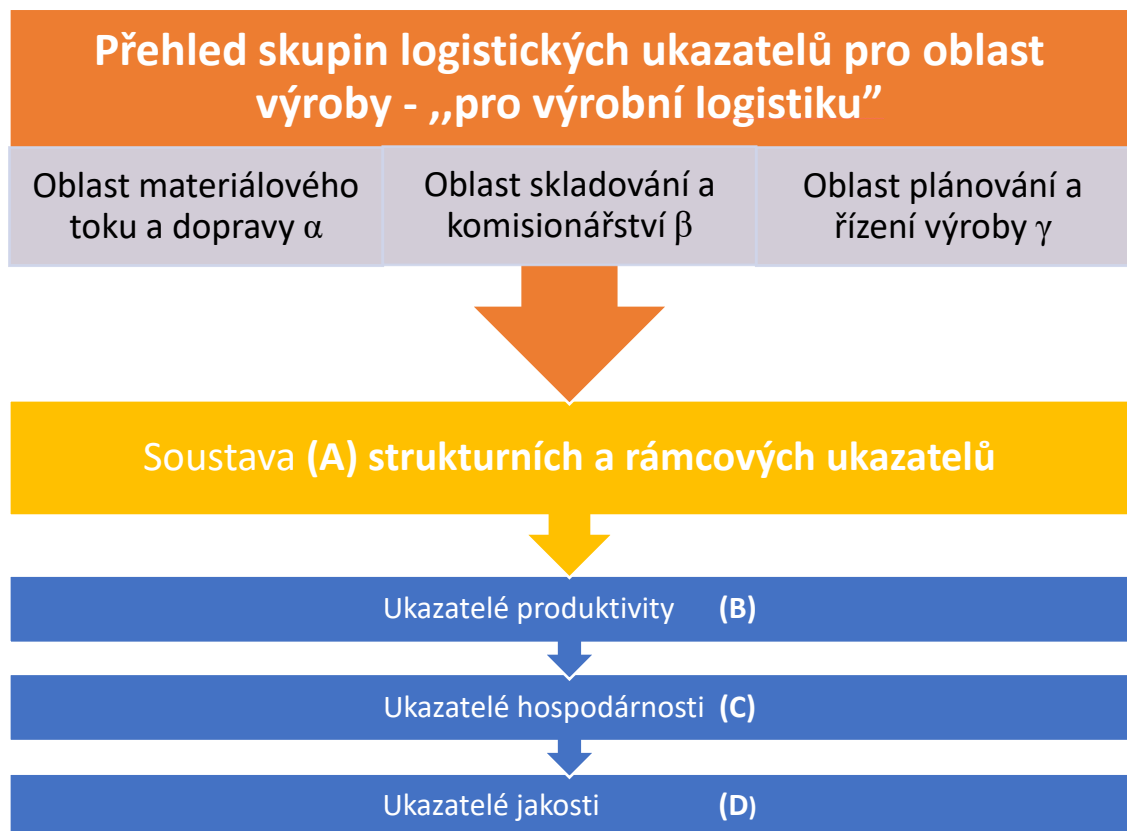 Přehled skupin logistických ukazatelů pro oblast
výroby - ,,pro výrobní logistiku”
Oblast materiálového
toku a dopravy α
Oblast skladování a
komisionářství β
Oblast plánování a
řízení výroby γ
Soustava (A) strukturních a rámcových ukazatelů
Ukazatelé produktivity (B)
Ukazatelé hospodárnosti (C)
Ukazatelé jakosti (D)